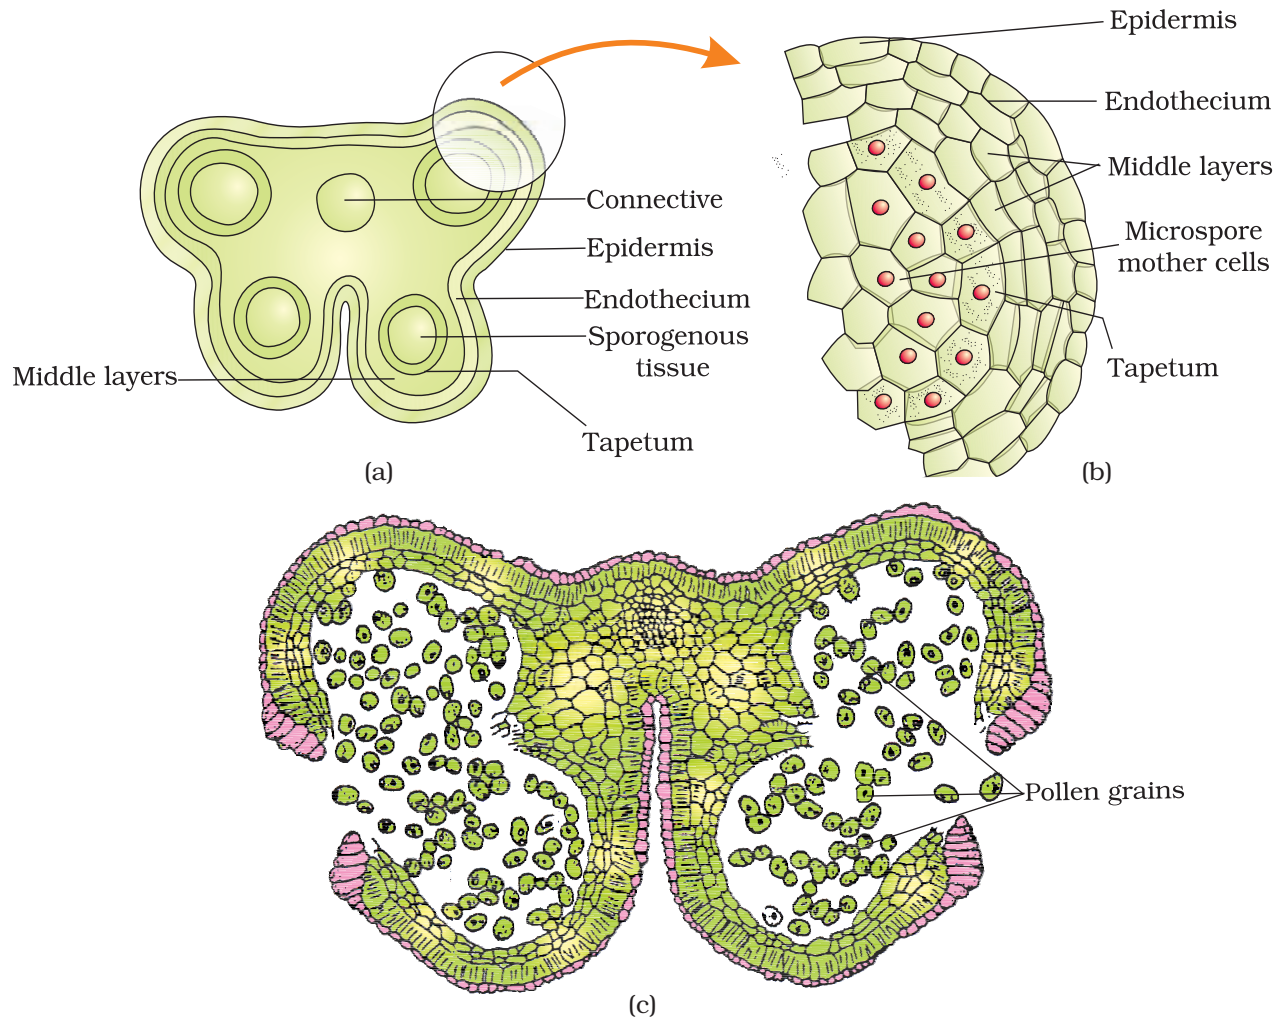 Connective
Epidermis
Endothecium
Sporogenous
tissue
Middle layers
Tapetum
(a)
Epidermis
Endothecium
Middle layers
Microspore
mother cells
Tapetum
(b)
Pollen grains
(c)